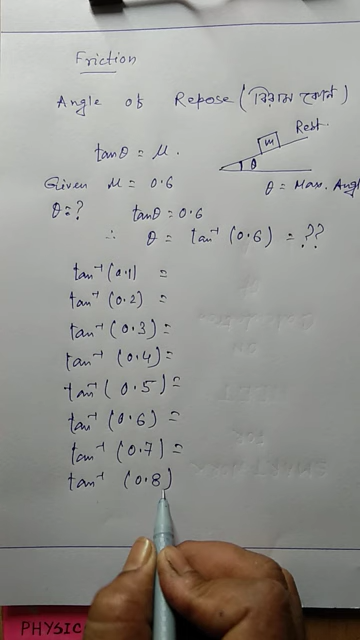 Friction
Angle of Repose (বিরাম কোন)
tanθ = μ.
m
Rest.
θ
Given μ = 0.6
θ = Max. Angl
θ=?
tanθ = 0.6
∴ θ = tan⁻¹ (0.6) = ??
tan⁻¹ (0.1) =
tan⁻¹ (0.2) =
tan⁻¹ (0.3) =
tan⁻¹ (0.4) =
tan⁻¹ (0.5) =
tan⁻¹ (0.6) =
tan⁻¹ (0.7) =
tan⁻¹ (0.8)
PHYSIC